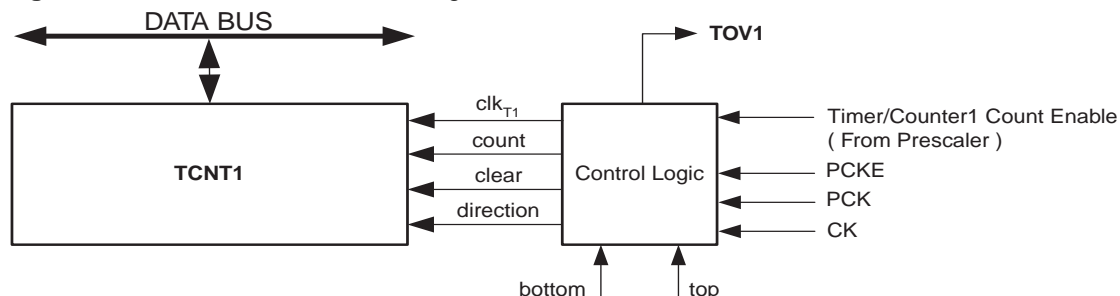 DATA BUS
TOV1
clkT1
count
clear
direction
TCNT1
Control Logic
Timer/Counter1 Count Enable
( From Prescaler )
PCKE
PCK
CK
bottom
top